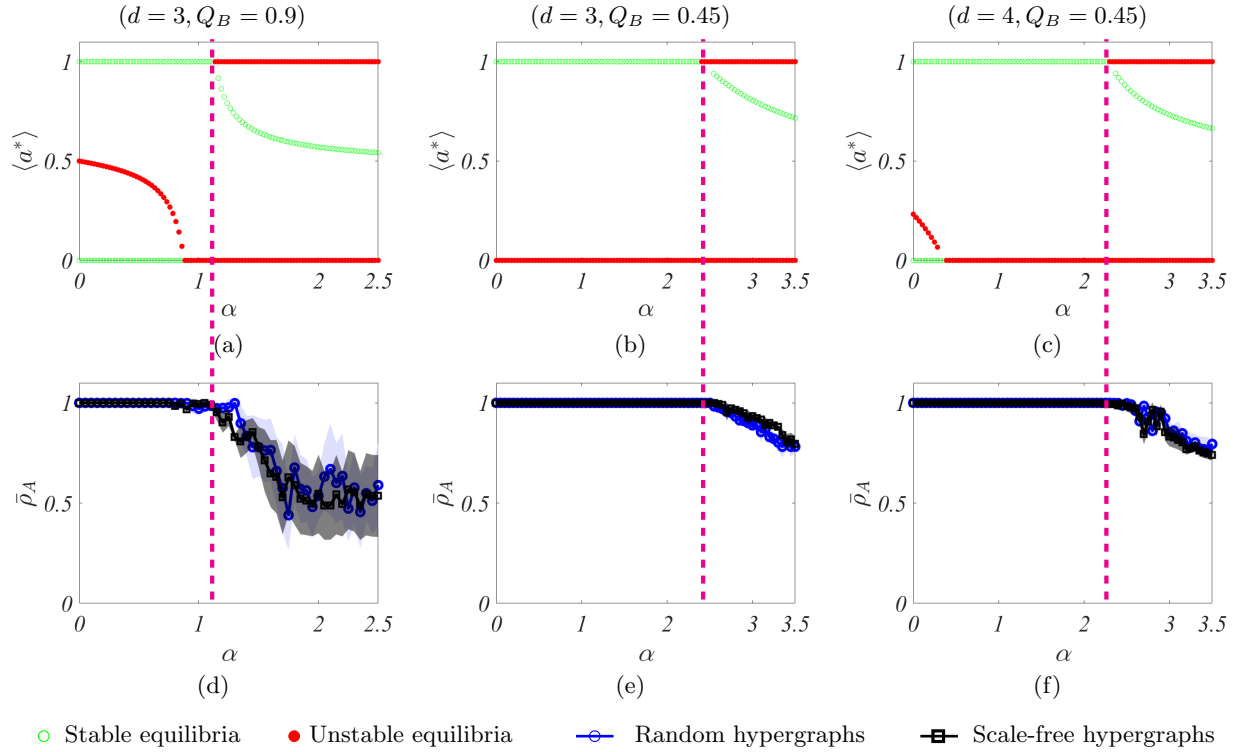 (d = 3, Q_B = 0.9) (d = 3, Q_B = 0.45) (d = 4, Q_B = 0.45)
1 1 1
⟨a*⟩ 0.5 ⟨a*⟩ 0.5 ⟨a*⟩ 0.5
0 0 0
0 1 2 2.5 0 1 2 3 3.5 0 1 2 3 3.5
α α α
(a) (b) (c)
1 1 1
ρ̄_A 0.5 ρ̄_A 0.5 ρ̄_A 0.5
0 0 0
0 1 2 2.5 0 1 2 3 3.5 0 1 2 3 3.5
α α α
(d) (e) (f)
Stable equilibria Unstable equilibria Random hypergraphs Scale-free hypergraphs